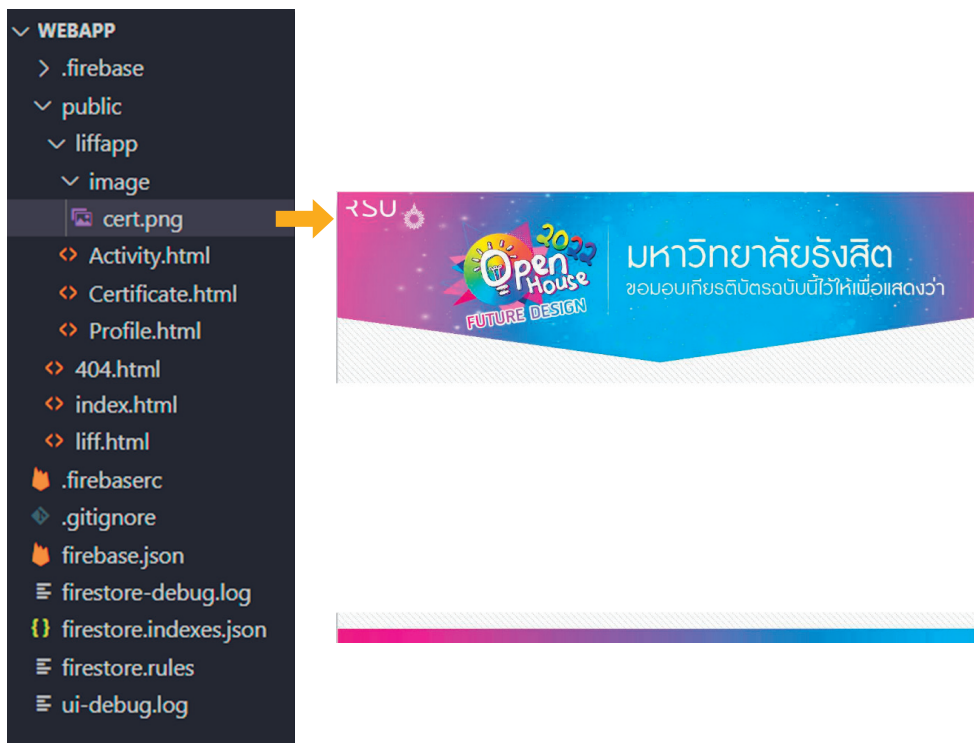 WEBAPP
.firebase
public
liffapp
image
cert.png
Activity.html
Certificate.html
Profile.html
404.html
index.html
liff.html
.firebaserc
.gitignore
firebase.json
firestore-debug.log
firestore.indexes.json
firestore.rules
ui-debug.log
RSU
2022
Open
House
FUTURE DESIGN
มหาวิทยาลัยรังสิต
ขอมอบเกียรติบัตรฉบับนี้ไว้ให้เพื่อแสดงว่า